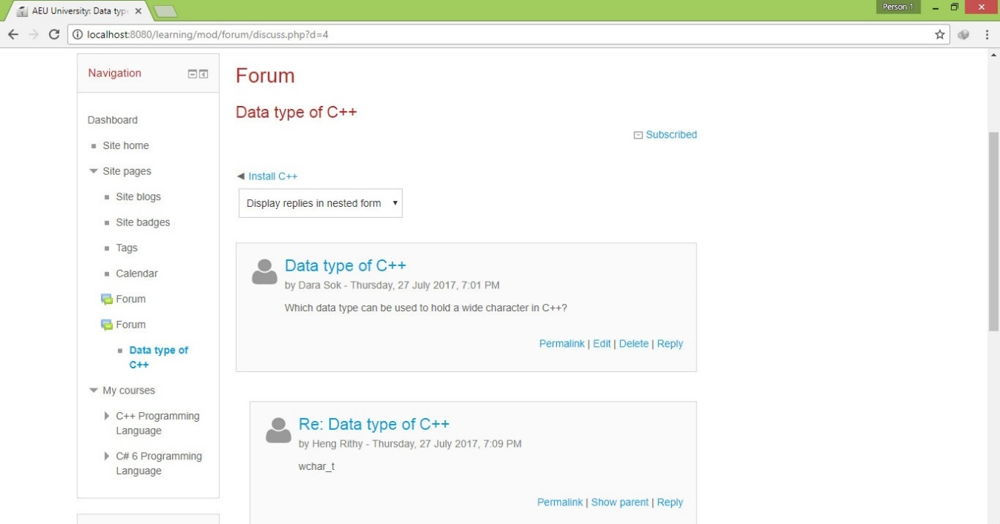 AEU University: Data type
Person 1
localhost:8080/learning/mod/forum/discuss.php?d=4
Navigation
Dashboard
Site home
Site pages
Site blogs
Site badges
Tags
Calendar
Forum
Forum
Data type of
C++
My courses
C++ Programming
Language
C# 6 Programming
Language
Forum
Data type of C++
Subscribed
Install C++
Display replies in nested form
Data type of C++
by Dara Sok - Thursday, 27 July 2017, 7:01 PM
Which data type can be used to hold a wide character in C++?
Permalink | Edit | Delete | Reply
Re: Data type of C++
by Heng Rithy - Thursday, 27 July 2017, 7:09 PM
wchar_t
Permalink | Show parent | Reply